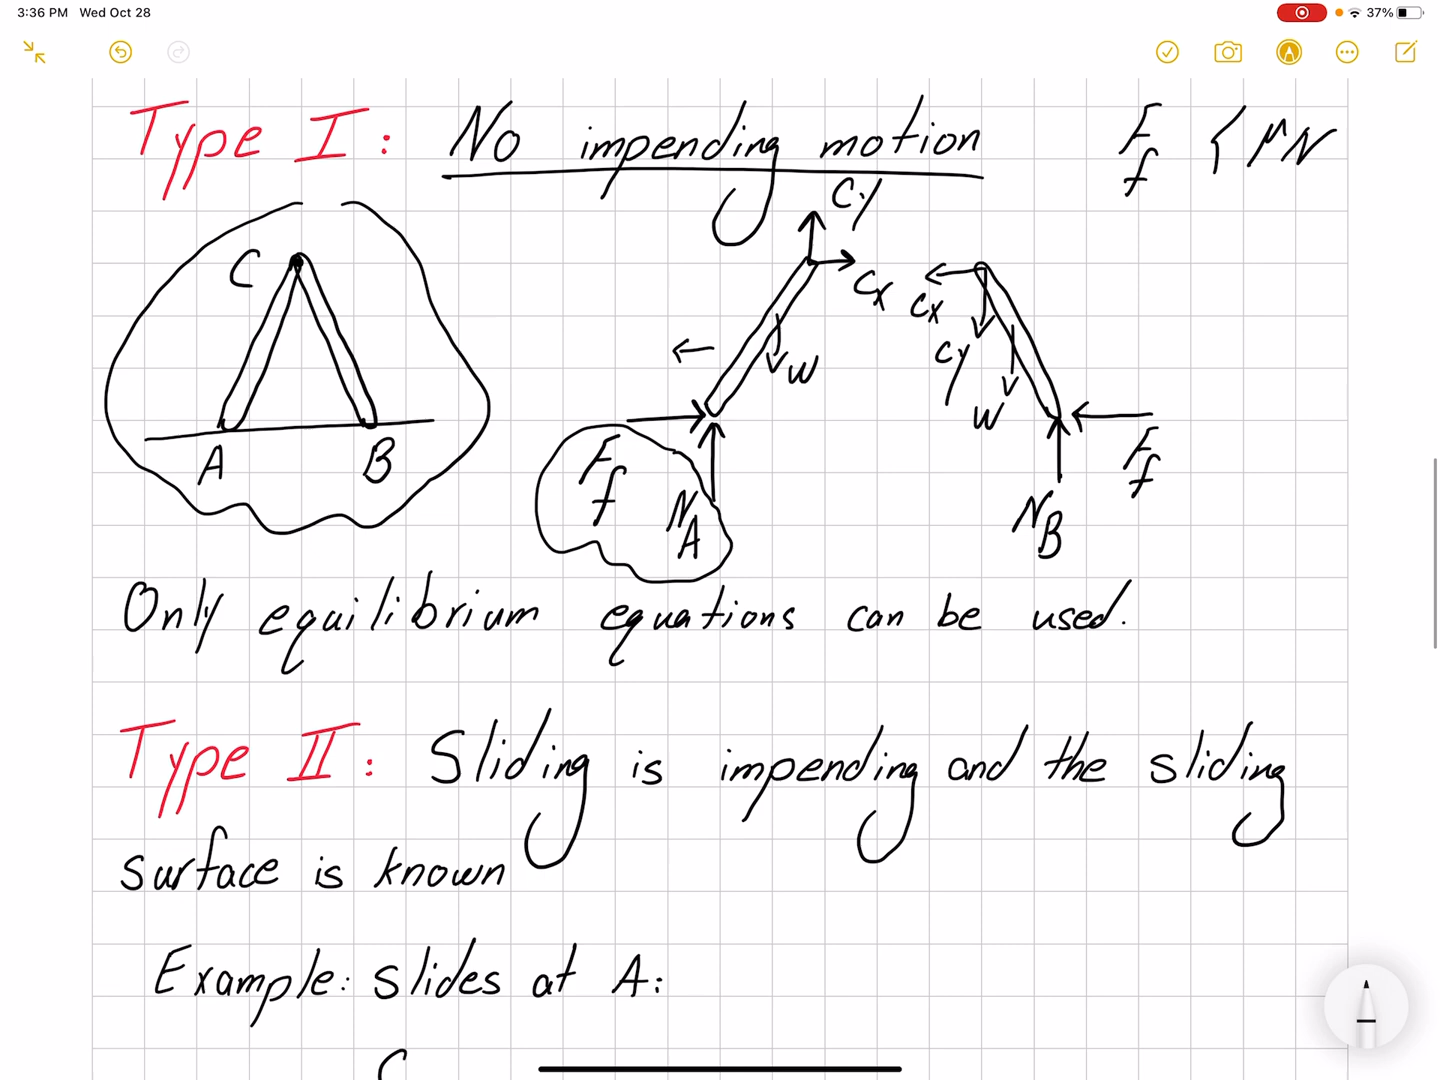 3:36 PM Wed Oct 28
37%
Type I: No impending motion
Ff < μN
C
A
B
Cy
Cx
W
Ff
NA
Cx
Cy
W
NB
Ff
Only equilibrium equations can be used.
Type II: Sliding is impending and the sliding
surface is known
Example: slides at A:
C